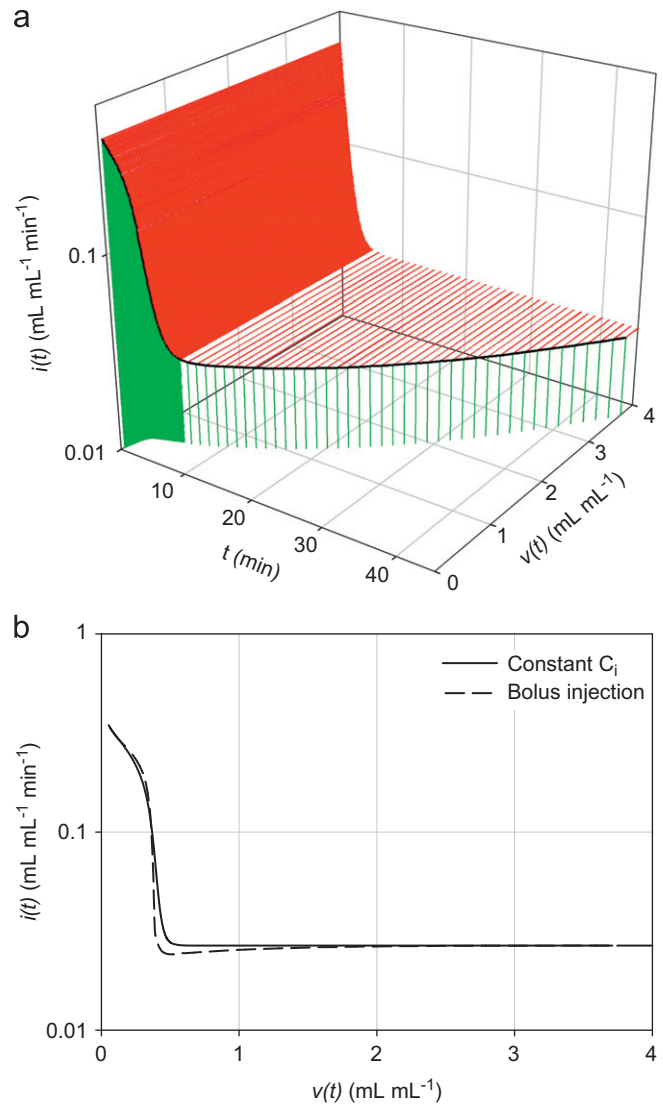 a
i(t) (mL mL⁻¹ min⁻¹)
0.1
0.01
10
20
30
40
t (min)
0
1
2
3
4
v(t) (mL mL⁻¹)
b
1
0.1
0.01
i(t) (mL mL⁻¹ min⁻¹)
Constant Cᵢ
Bolus injection
0 1 2 3 4
v(t) (mL mL⁻¹)